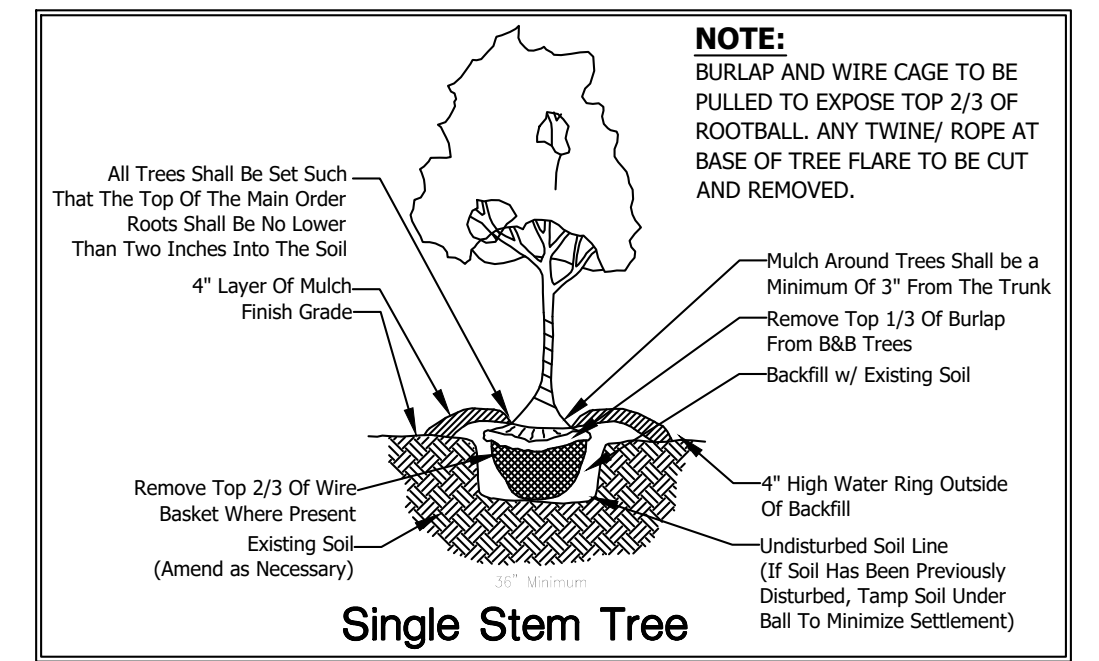 NOTE:
BURLAP AND WIRE CAGE TO BE
PULLED TO EXPOSE TOP 2/3 OF
ROOTBALL. ANY TWINE/ ROPE AT
BASE OF TREE FLARE TO BE CUT
AND REMOVED.
All Trees Shall Be Set Such
That The Top Of The Main Order
Roots Shall Be No Lower
Than Two Inches Into The Soil
4" Layer Of Mulch
Finish Grade
Remove Top 2/3 Of Wire
Basket Where Present
Existing Soil
(Amend as Necessary)
Mulch Around Trees Shall be a
Minimum Of 3" From The Trunk
Remove Top 1/3 Of Burlap
From B&B Trees
Backfill w/ Existing Soil
4" High Water Ring Outside
Of Backfill
Undisturbed Soil Line
(If Soil Has Been Previously
Disturbed, Tamp Soil Under
Ball To Minimize Settlement)
36" Minimum
Single Stem Tree